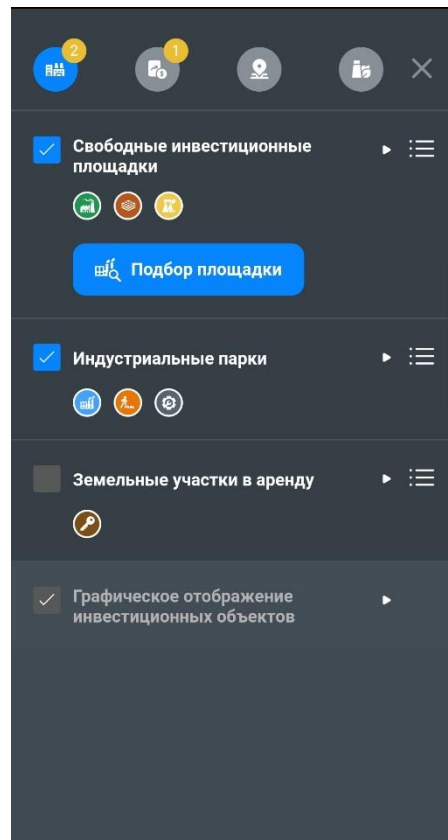 2
1
Свободные инвестиционные
площадки
Подбор площадки
Индустриальные парки
Земельные участки в аренду
Графическое отображение
инвестиционных объектов